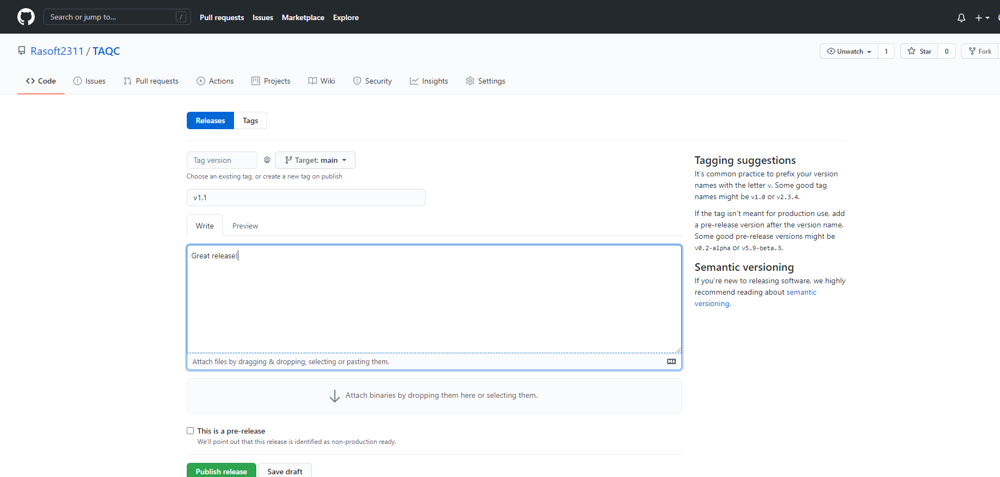 Search or jump to... /
Pull requests Issues Marketplace Explore
Rasoft2311 / TAQC
Unwatch 1 Star 0 Fork
Code Issues Pull requests Actions Projects Wiki Security Insights Settings
Releases Tags
Tag version @ Target: main
Choose an existing tag, or create a new tag on publish
v1.1
Write Preview
Great release!
Attach files by dragging & dropping, selecting or pasting them.
Attach binaries by dropping them here or selecting them.
This is a pre-release
We'll point out that this release is identified as non-production ready.
Publish release Save draft
Tagging suggestions
It's common practice to prefix your version
names with the letter v. Some good tag
names might be v1.0 or v2.3.4.
If the tag isn't meant for production use, add
a pre-release version after the version name.
Some good pre-release versions might be
v0.2-alpha or v5.9-beta.3.
Semantic versioning
If you're new to releasing software, we highly
recommend reading about semantic
versioning.